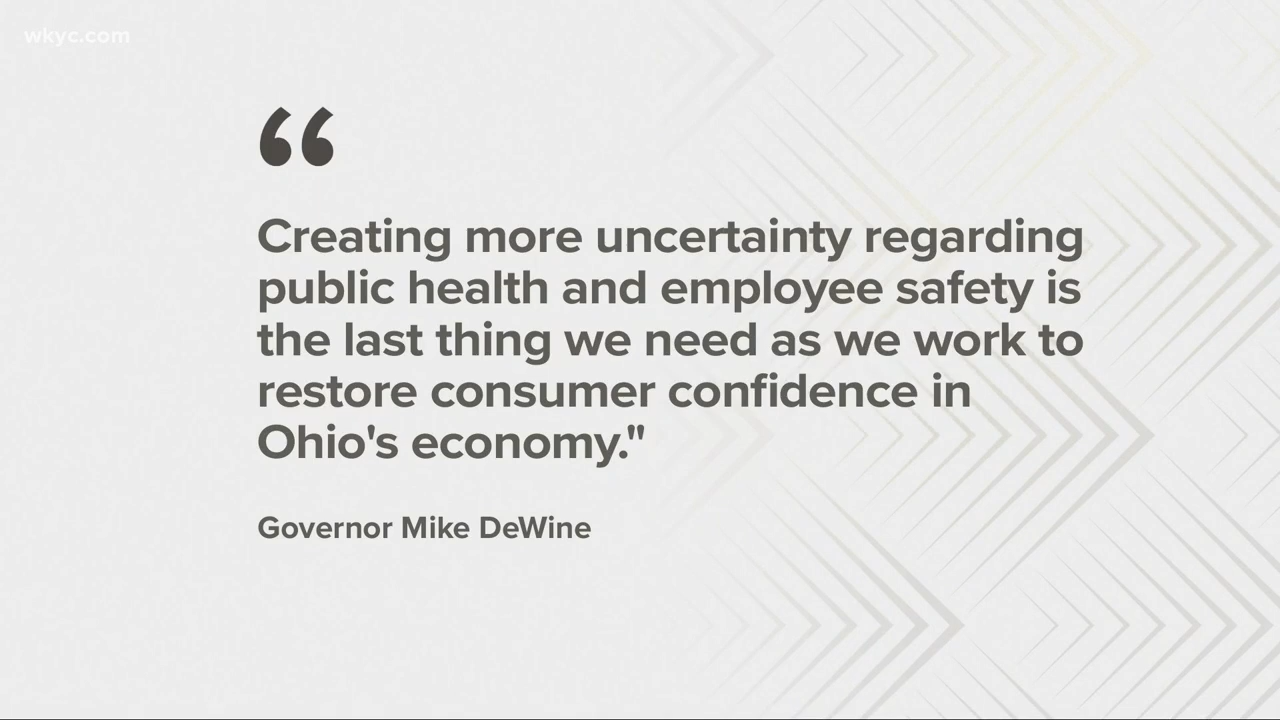 wkyc.com
“
Creating more uncertainty regarding
public health and employee safety is
the last thing we need as we work to
restore consumer confidence in
Ohio's economy."
Governor Mike DeWine